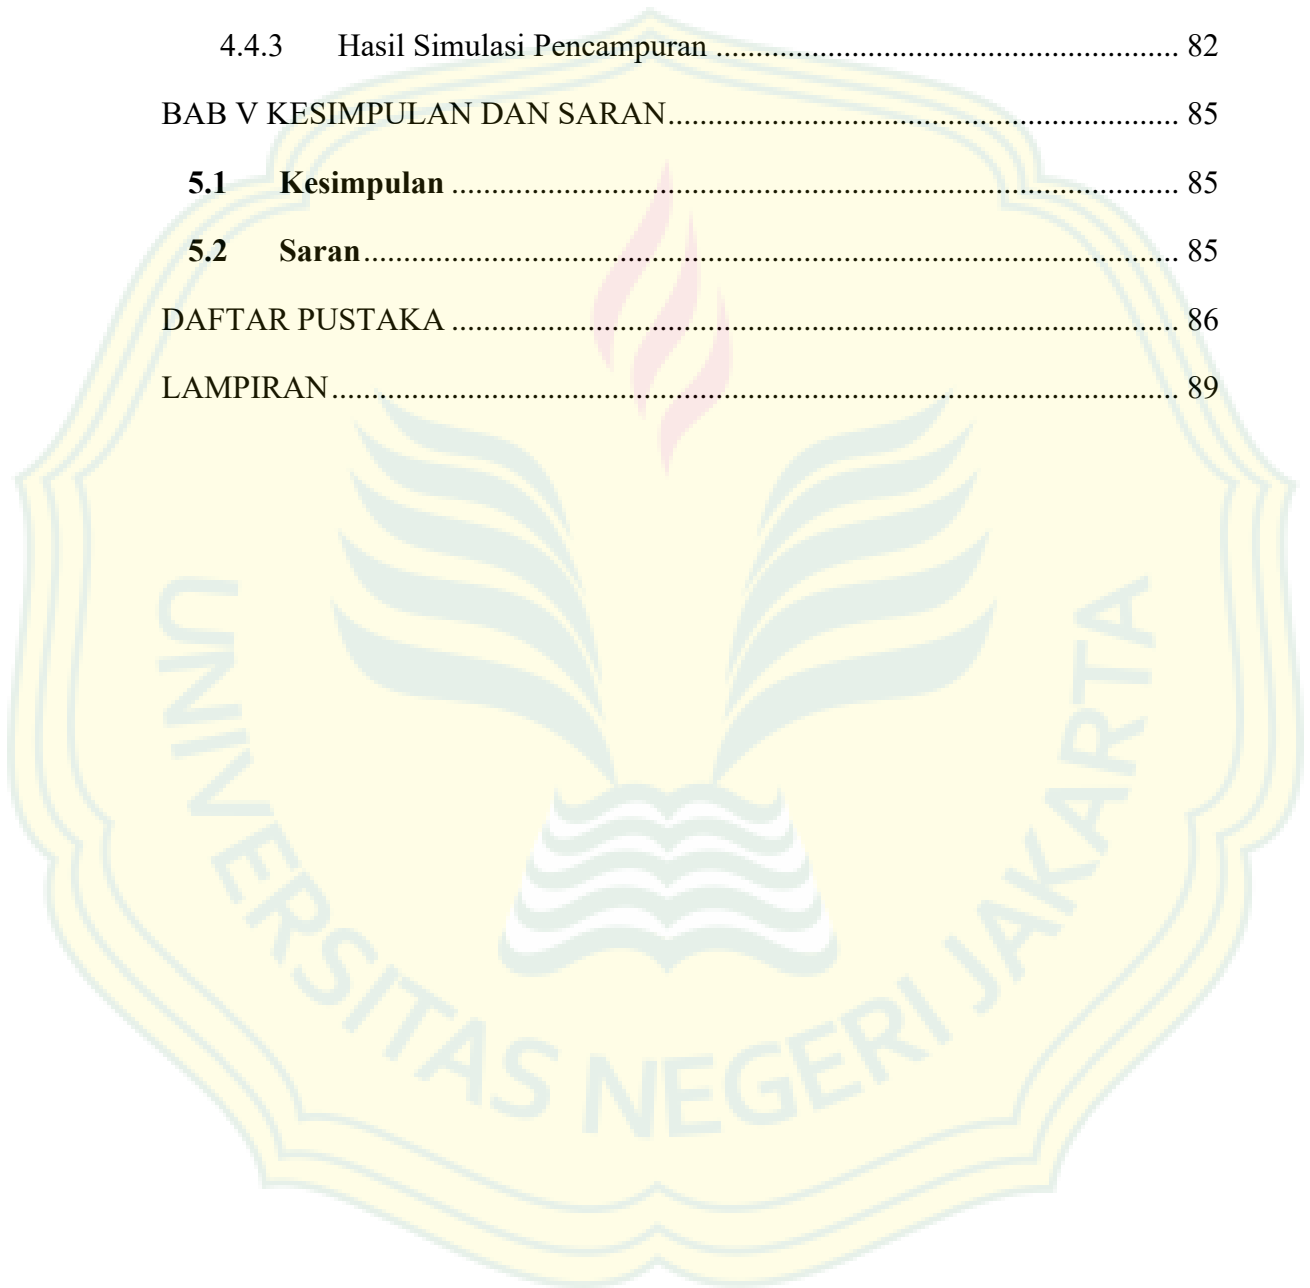 4.4.3 Hasil Simulasi Pencampuran ........................................................... 82
BAB V KESIMPULAN DAN SARAN................................................................. 85
5.1 Kesimpulan ............................................................................................ 85
5.2 Saran....................................................................................................... 85
DAFTAR PUSTAKA ............................................................................................ 86
LAMPIRAN........................................................................................................... 89
UNIVERSITAS NEGERI JAKARTA